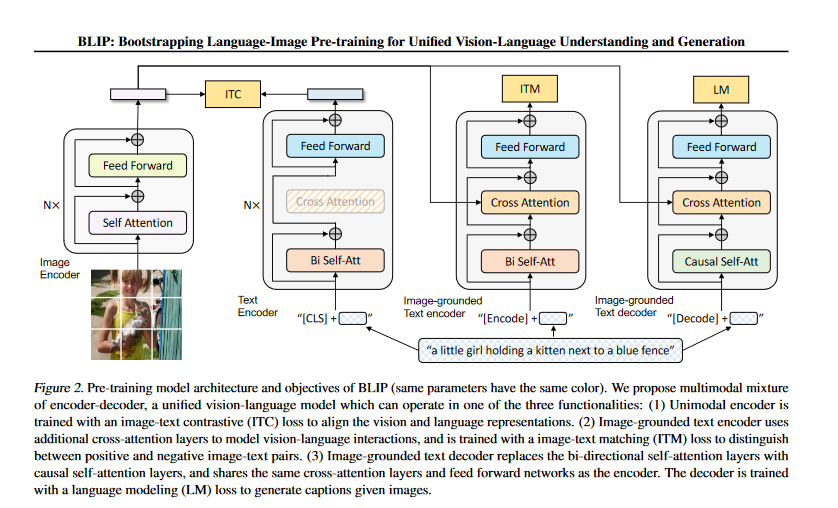 BLIP: Bootstrapping Language-Image Pre-training for Unified Vision-Language Understanding and Generation
ITC
ITM
LM
Feed Forward
Feed Forward
Feed Forward
Feed Forward
N×
Self Attention
N×
Cross Attention
Cross Attention
Cross Attention
Bi Self-Att
Bi Self-Att
Causal Self-Att
Image
Encoder
Text
Encoder
"[CLS] + "
Image-grounded
Text encoder
"[Encode] + "
Image-grounded
Text decoder
"[Decode] + "
"a little girl holding a kitten next to a blue fence"
Figure 2. Pre-training model architecture and objectives of BLIP (same parameters have the same color). We propose multimodal mixture
of encoder-decoder, a unified vision-language model which can operate in one of the three functionalities: (1) Unimodal encoder is
trained with an image-text contrastive (ITC) loss to align the vision and language representations. (2) Image-grounded text encoder uses
additional cross-attention layers to model vision-language interactions, and is trained with a image-text matching (ITM) loss to distinguish
between positive and negative image-text pairs. (3) Image-grounded text decoder replaces the bi-directional self-attention layers with
causal self-attention layers, and shares the same cross-attention layers and feed forward networks as the encoder. The decoder is trained
with a language modeling (LM) loss to generate captions given images.